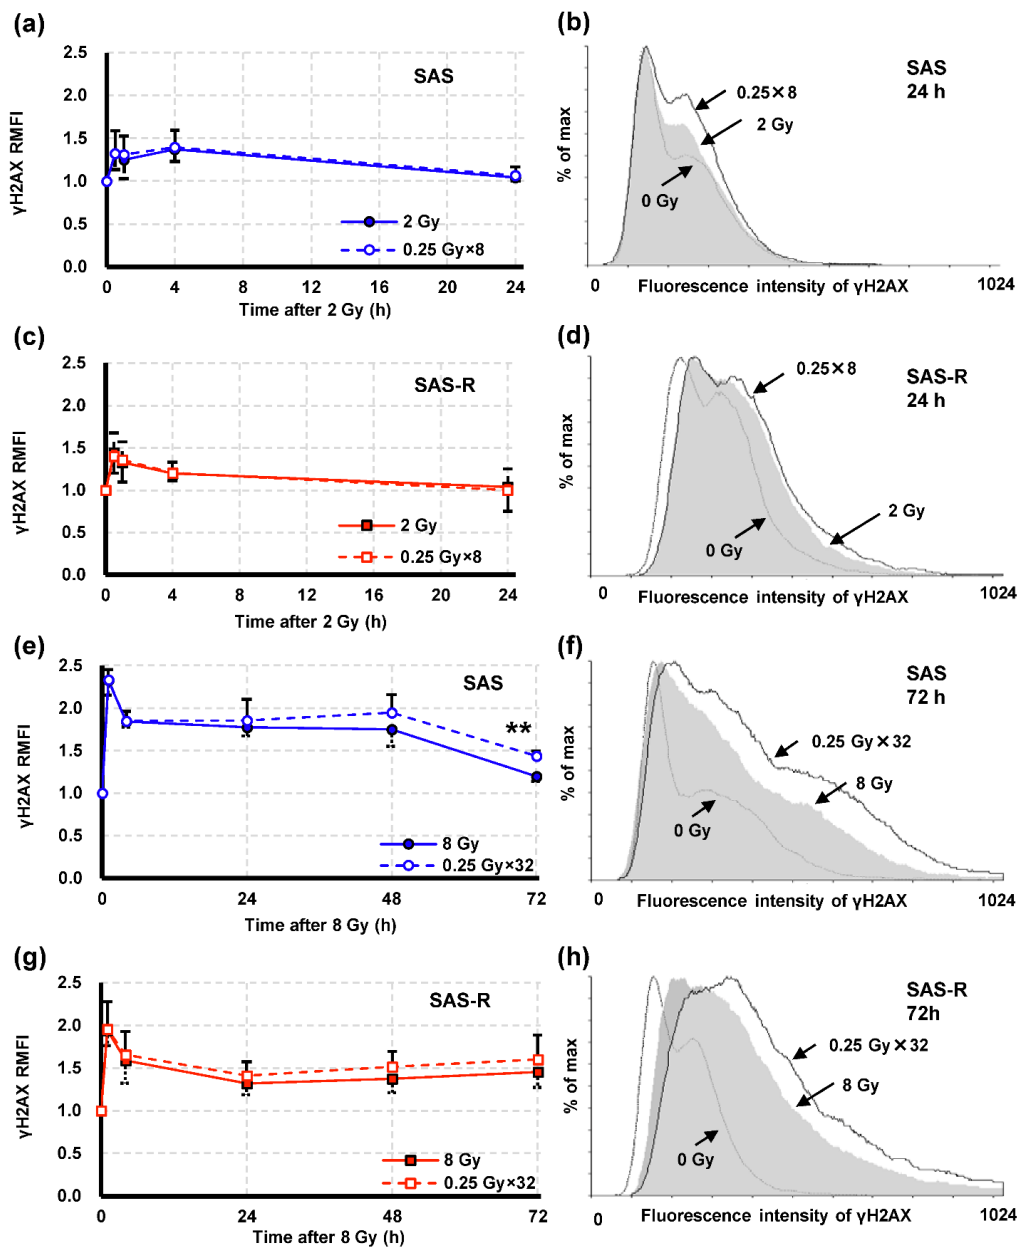 (a)
γH2AX RMFI
2.5
2.0
1.5
1.0
0.5
0.0
SAS
2 Gy
0.25 Gy×8
0 4 8 12 16 20 24
Time after 2 Gy (h)
(b)
% of max
SAS
24 h
0.25×8
2 Gy
0 Gy
0 Fluorescence intensity of γH2AX 1024
(c)
γH2AX RMFI
2.5
2.0
1.5
1.0
0.5
0.0
SAS-R
2 Gy
0.25 Gy×8
0 4 8 12 16 20 24
Time after 2 Gy (h)
(d)
% of max
0.25×8
SAS-R
24 h
2 Gy
0 Gy
0 Fluorescence intensity of γH2AX 1024
(e)
γH2AX RMFI
2.5
2.0
1.5
1.0
0.5
0.0
SAS
**
8 Gy
0.25 Gy×32
0 24 48 72
Time after 8 Gy (h)
(f)
% of max
SAS
72 h
0.25 Gy×32
8 Gy
0 Gy
0 Fluorescence intensity of γH2AX 1024
(g)
γH2AX RMFI
2.5
2.0
1.5
1.0
0.5
0.0
SAS-R
8 Gy
0.25 Gy×32
0 24 48 72
Time after 8 Gy (h)
(h)
% of max
SAS-R
72h
0.25 Gy×32
8 Gy
0 Gy
0 Fluorescence intensity of γH2AX 1024